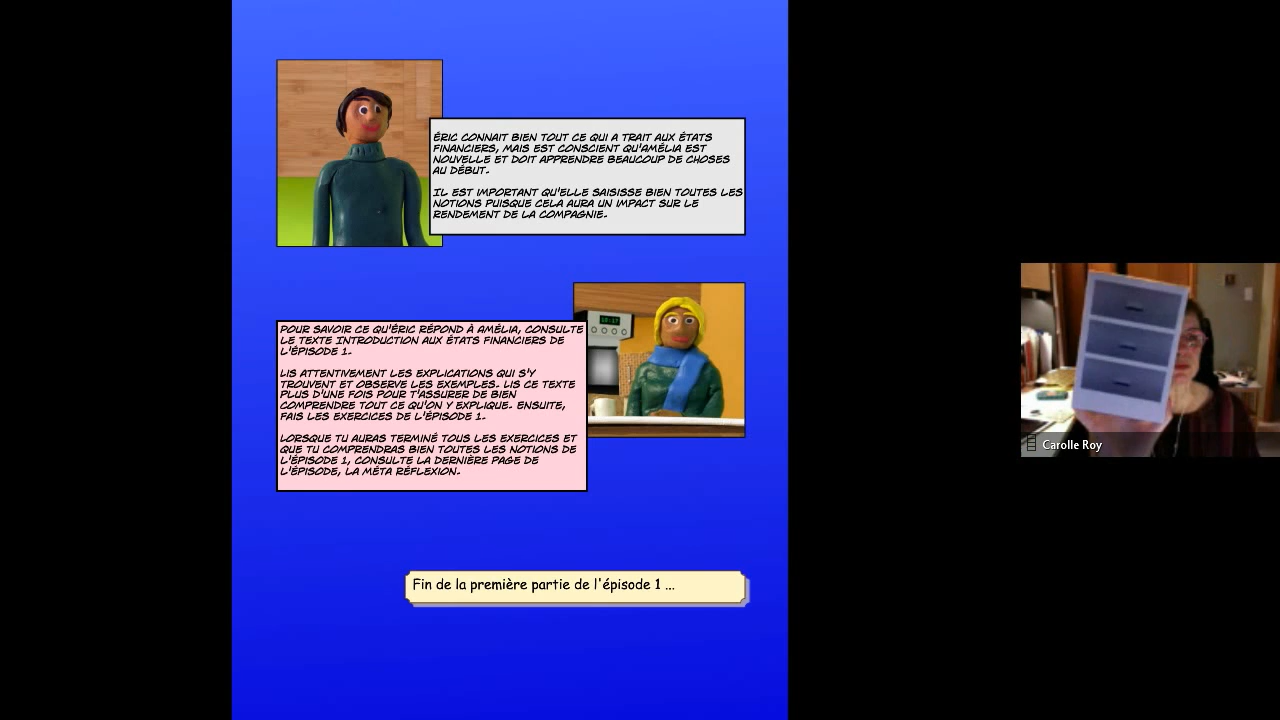 ÉRIC CONNAIT BIEN TOUT CE QUI A TRAIT AUX ÉTATS
FINANCIERS, MAIS EST CONSCIENT QU'AMÉLIA EST
NOUVELLE ET DOIT APPRENDRE BEAUCOUP DE CHOSES
AU DÉBUT.
IL EST IMPORTANT QU'ELLE SAISISSE BIEN TOUTES LES
NOTIONS PUISQUE CELA AURA UN IMPACT SUR LE
RENDEMENT DE LA COMPAGNIE.
POUR SAVOIR CE QU'ÉRIC RÉPOND À AMÉLIA, CONSULTE
LE TEXTE INTRODUCTION AUX ÉTATS FINANCIERS DE
L'ÉPISODE 1.
LIS ATTENTIVEMENT LES EXPLICATIONS QUI S'Y
TROUVENT ET OBSERVE LES EXEMPLES. LIS CE TEXTE
PLUS D'UNE FOIS POUR T'ASSURER DE BIEN
COMPRENDRE TOUT CE QU'ON Y EXPLIQUE. ENSUITE,
FAIS LES EXERCICES DE L'ÉPISODE 1.
LORSQUE TU AURAS TERMINÉ TOUS LES EXERCICES ET
QUE TU COMPRENDRAS BIEN TOUTES LES NOTIONS DE
L'ÉPISODE 1, CONSULTE LA DERNIÈRE PAGE DE
L'ÉPISODE, LA MÉTA RÉFLEXION.
Fin de la première partie de l'épisode 1 ...
Carolle Roy